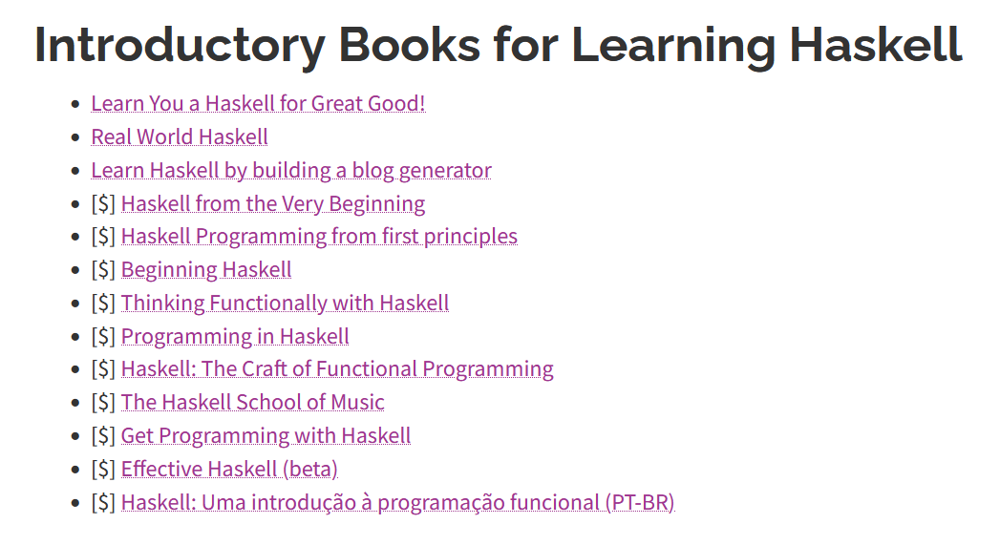 Introductory Books for Learning Haskell
• Learn You a Haskell for Great Good!
• Real World Haskell
• Learn Haskell by building a blog generator
• [$] Haskell from the Very Beginning
• [$] Haskell Programming from first principles
• [$] Beginning Haskell
• [$] Thinking Functionally with Haskell
• [$] Programming in Haskell
• [$] Haskell: The Craft of Functional Programming
• [$] The Haskell School of Music
• [$] Get Programming with Haskell
• [$] Effective Haskell (beta)
• [$] Haskell: Uma introdução à programação funcional (PT-BR)